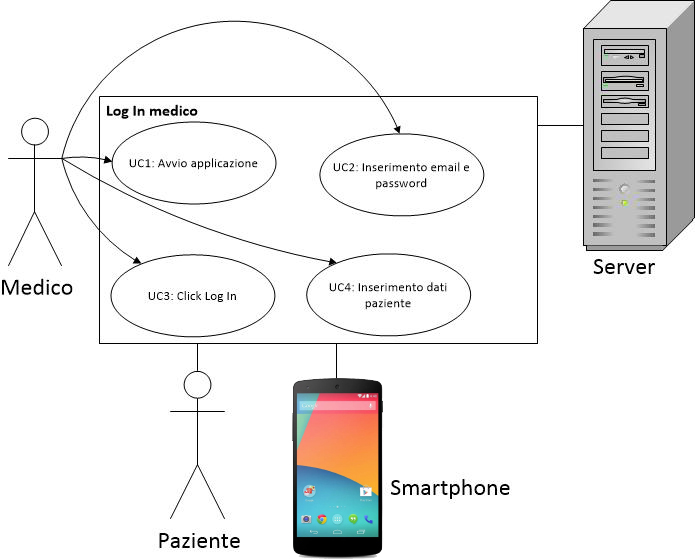 Log In medico
UC1: Avvio applicazione
UC2: Inserimento email e
password
Medico
UC3: Click Log In
UC4: Inserimento dati
paziente
Server
Smartphone
Paziente